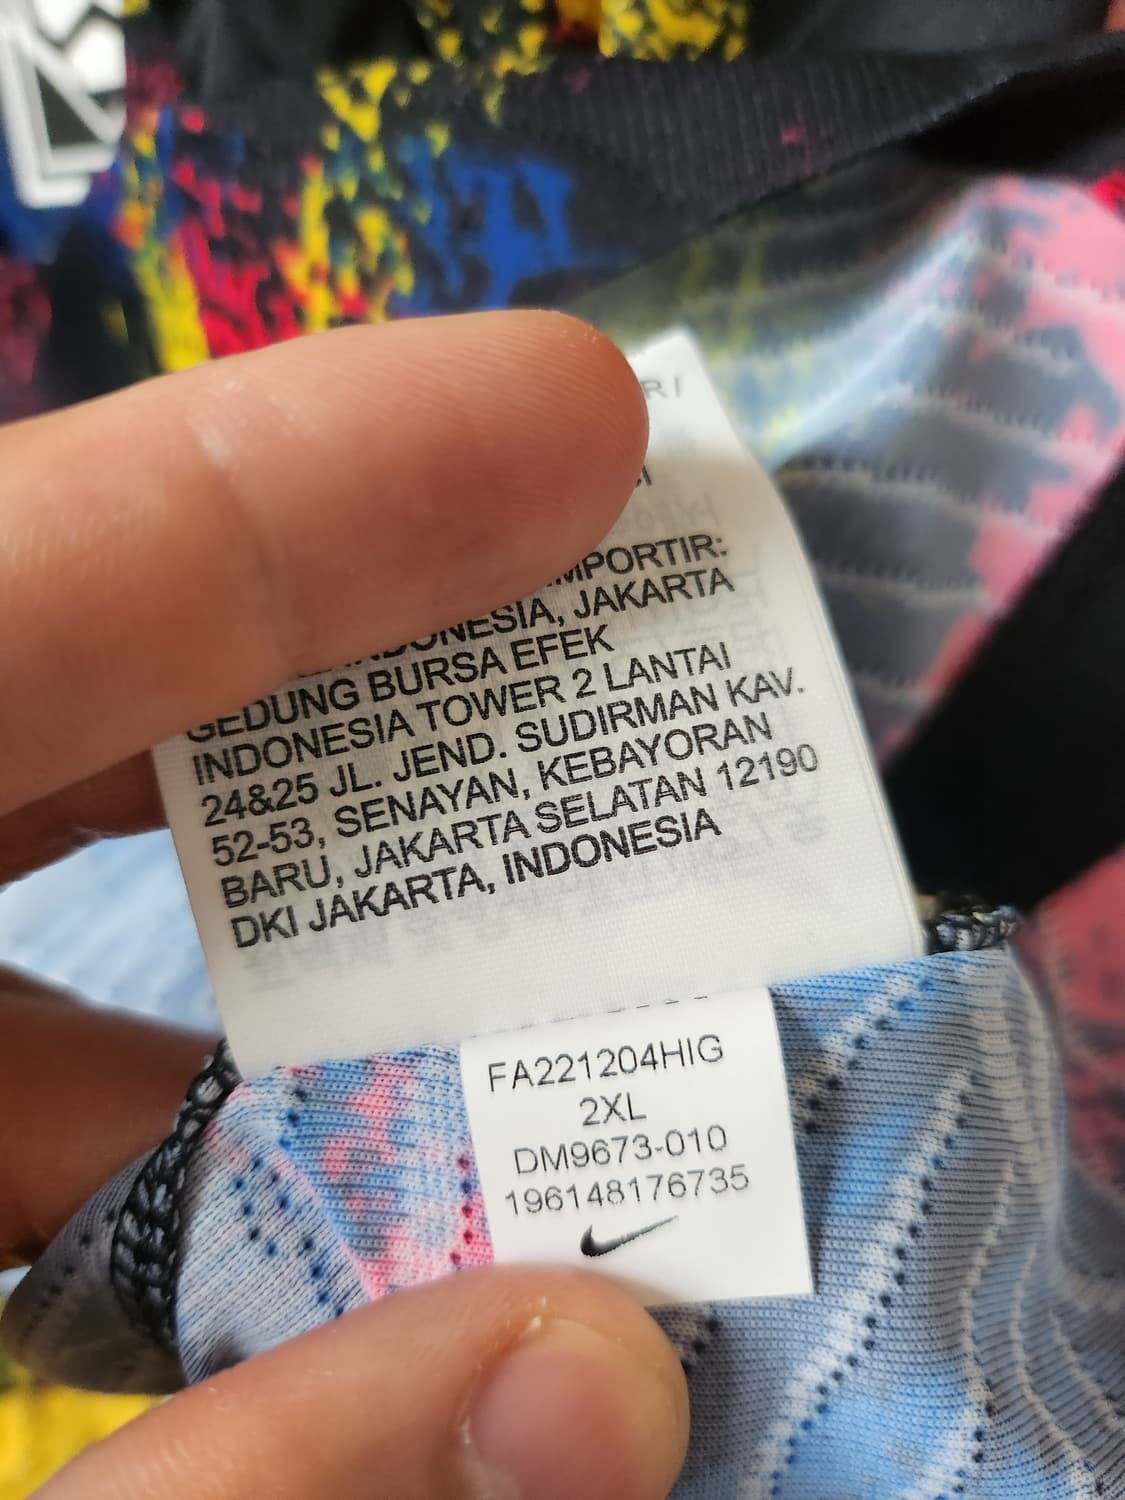 R /
IMPORTIR:
INDONESIA, JAKARTA
GEDUNG BURSA EFEK
INDONESIA TOWER 2 LANTAI
24&25 JL. JEND. SUDIRMAN KAV.
52-53, SENAYAN, KEBAYORAN
BARU, JAKARTA SELATAN 12190
DKI JAKARTA, INDONESIA
FA221204HIG
2XL
DM9673-010
196148176735